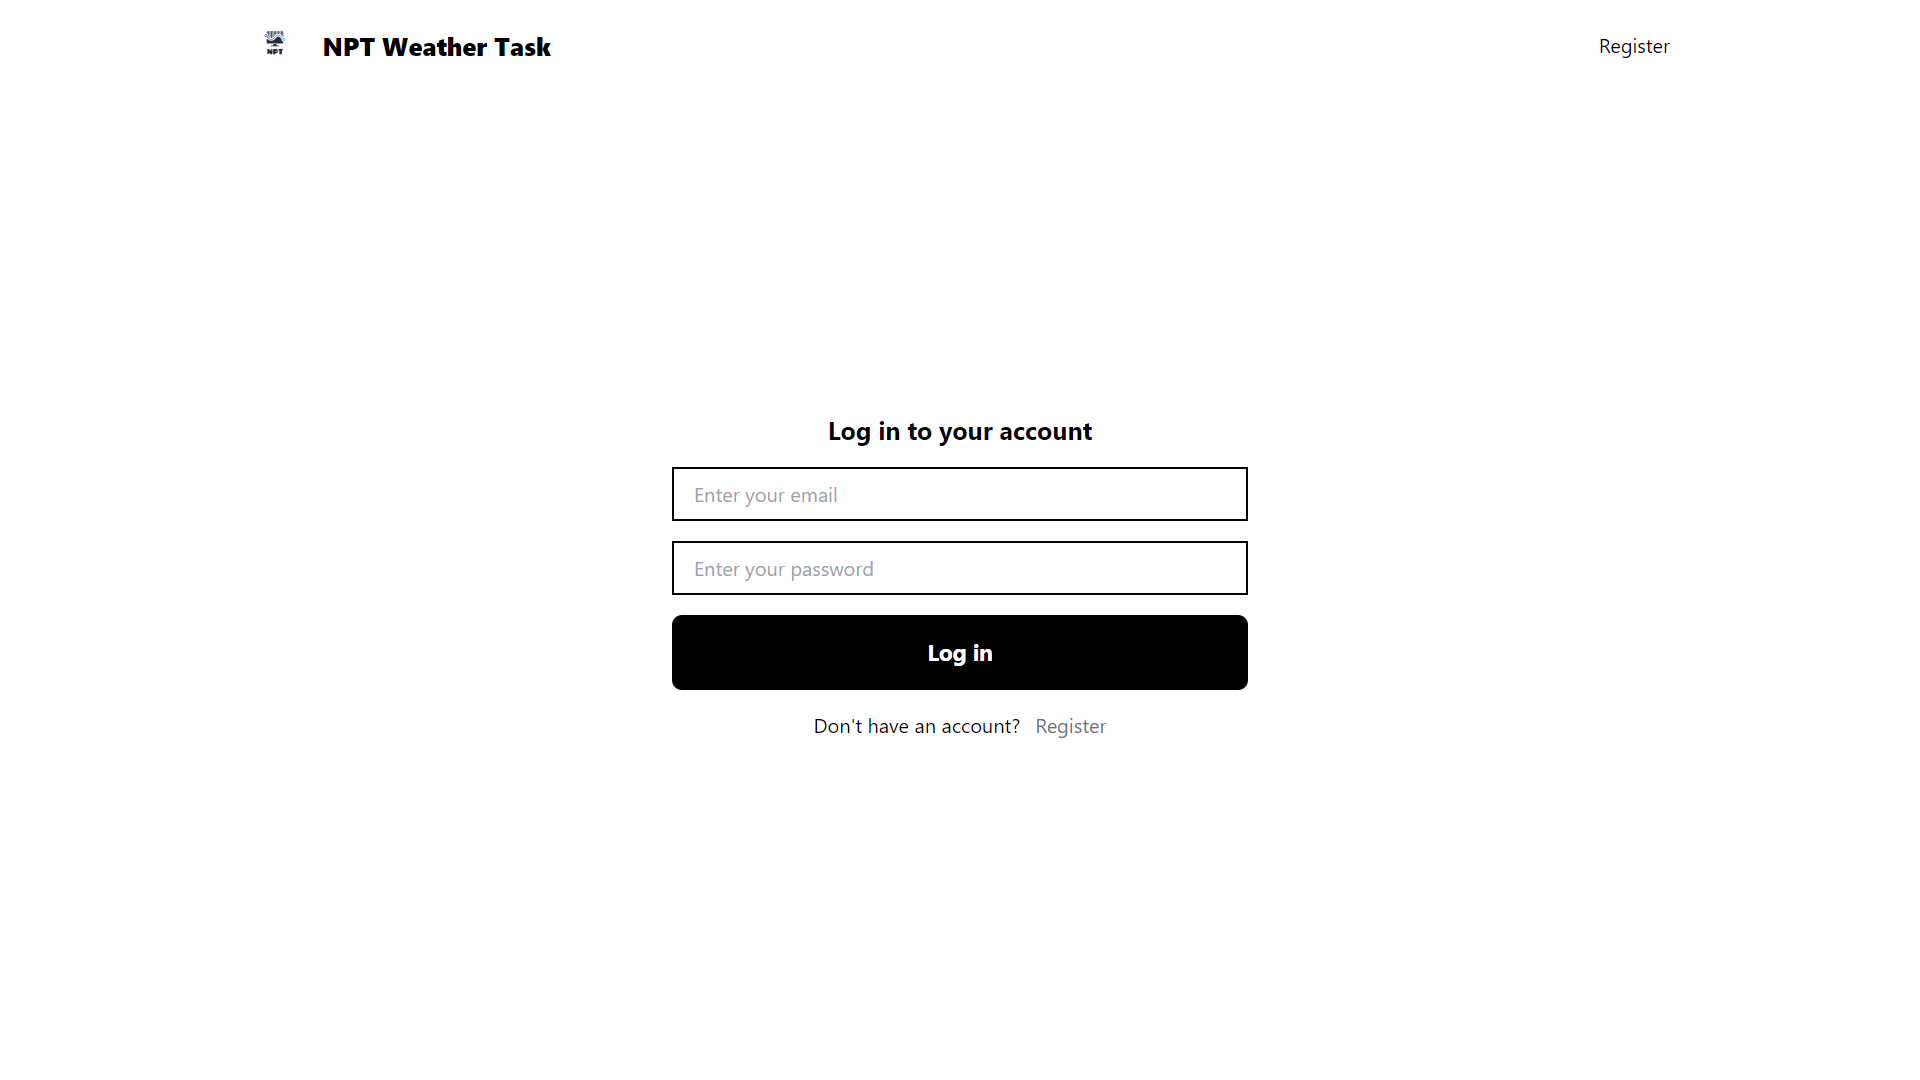 NPT
NPT Weather Task
Register
Log in to your account
Enter your email
Enter your password
Log in
Don't have an account? Register